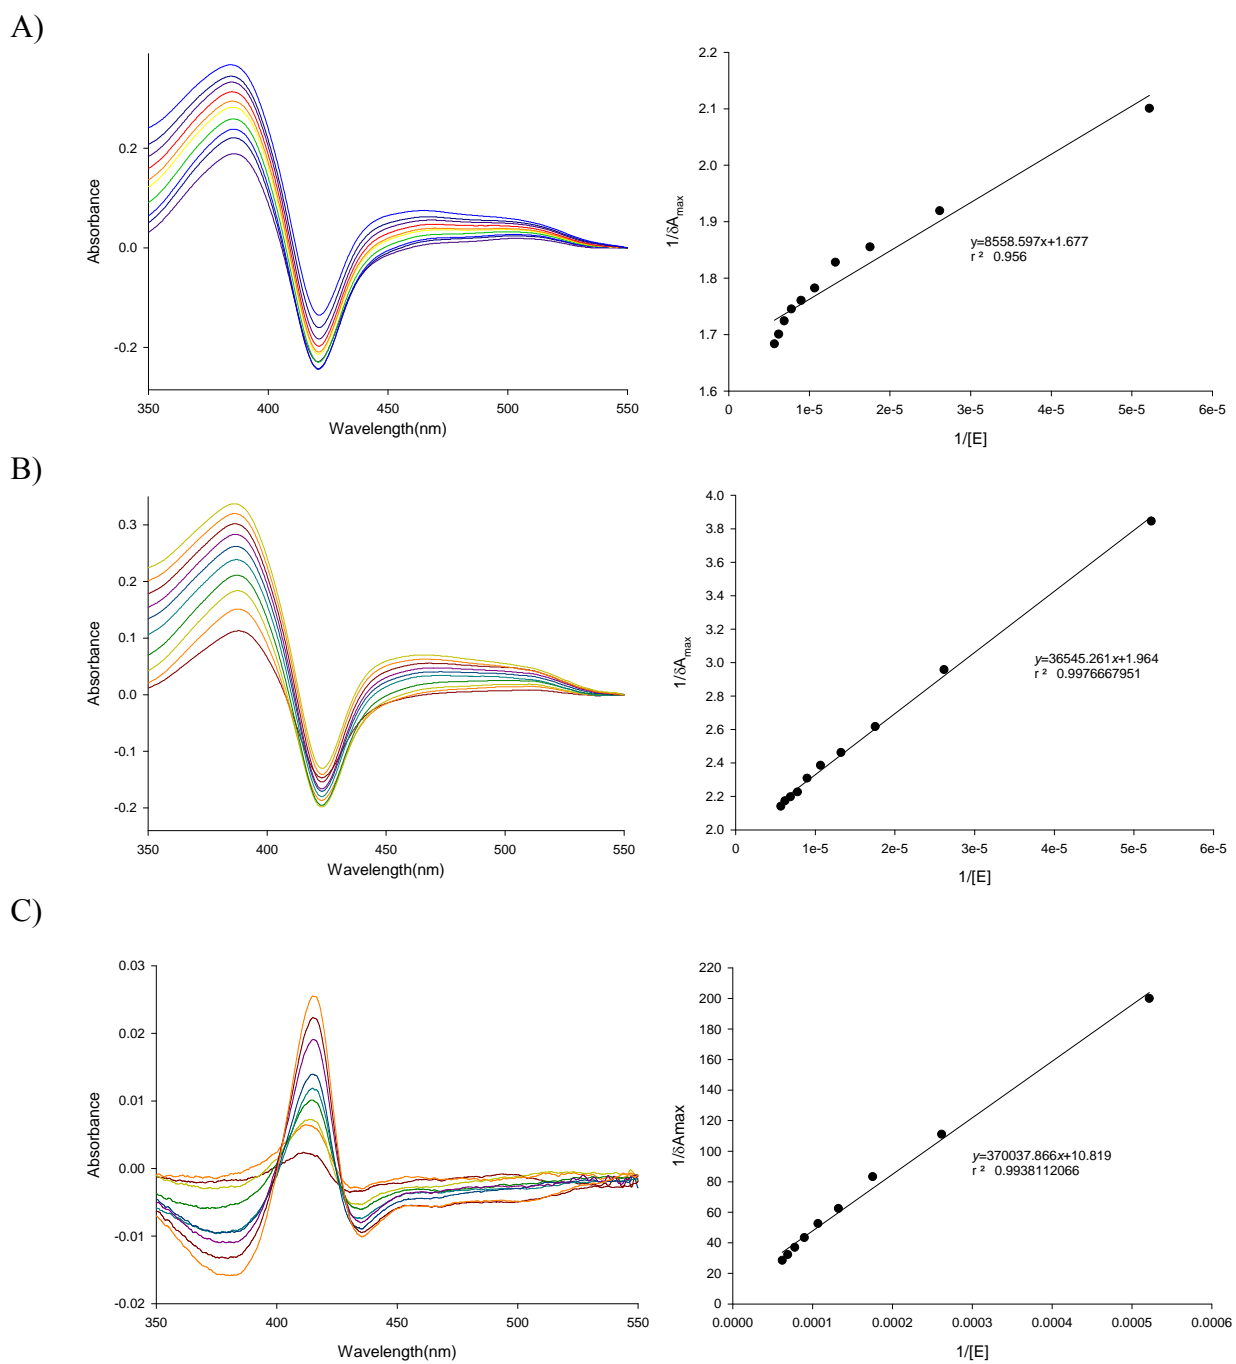 A)
Absorbance
0.2
0.0
-0.2
350
400
450
500
550
Wavelength(nm)
1/δA max
2.2
2.1
2.0
1.9
1.8
1.7
1.6
y=8558.597x+1.677
r ² 0.956
0
1e-5
2e-5
3e-5
4e-5
5e-5
6e-5
1/[E]
B)
Absorbance
0.3
0.2
0.1
0.0
-0.1
-0.2
350
400
450
500
550
Wavelength(nm)
1/δA max
4.0
3.8
3.6
3.4
3.2
3.0
2.8
2.6
2.4
2.2
2.0
y=36545.261x+1.964
r ² 0.9976667951
0
1e-5
2e-5
3e-5
4e-5
5e-5
6e-5
1/[E]
C)
Absorbance
0.03
0.02
0.01
0.00
-0.01
-0.02
350
400
450
500
550
Wavelength(nm)
1/δAmax
220
200
180
160
140
120
100
80
60
40
20
0
y=370037.866x+10.819
r ² 0.9938112066
0.0000
0.0001
0.0002
0.0003
0.0004
0.0005
0.0006
1/[E]